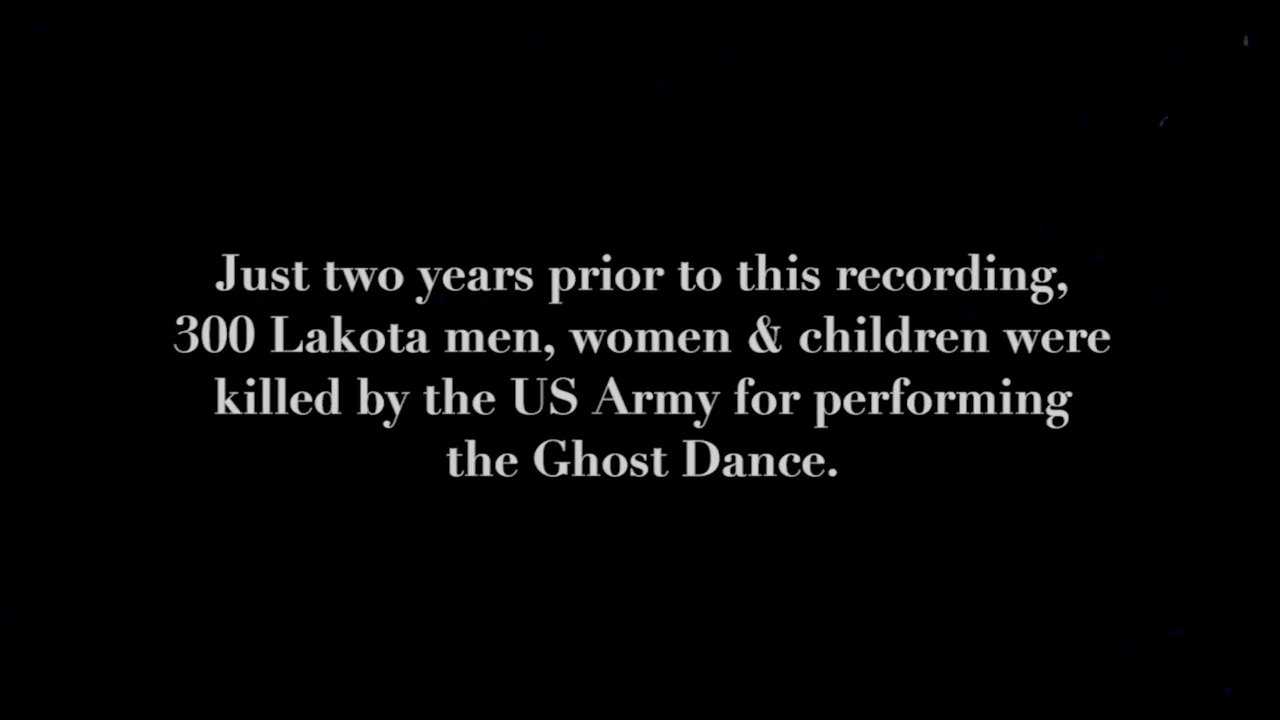 Just two years prior to this recording,
300 Lakota men, women & children were
killed by the US Army for performing
the Ghost Dance.